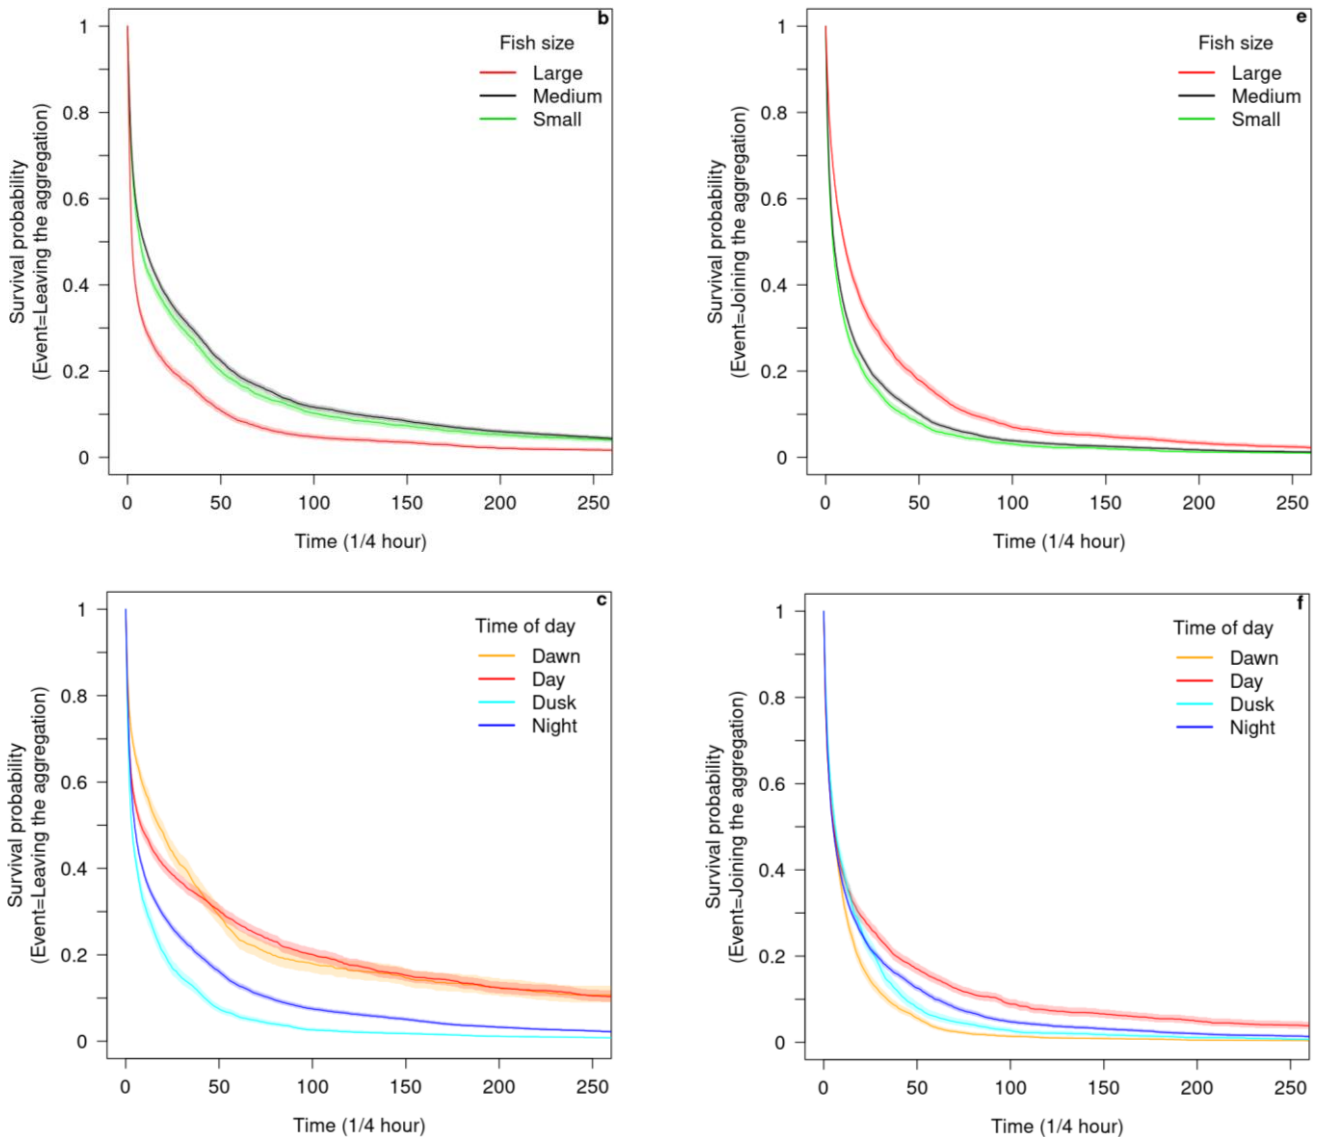 b
Fish size
Large
Medium
Small
1
0.8
0.6
0.4
0.2
0
Survival probability
(Event=Leaving the aggregation)
0 50 100 150 200 250
Time (1/4 hour)
e
Fish size
Large
Medium
Small
1
0.8
0.6
0.4
0.2
0
Survival probability
(Event=Joining the aggregation)
0 50 100 150 200 250
Time (1/4 hour)
c
Time of day
Dawn
Day
Dusk
Night
1
0.8
0.6
0.4
0.2
0
Survival probability
(Event=Leaving the aggregation)
0 50 100 150 200 250
Time (1/4 hour)
f
Time of day
Dawn
Day
Dusk
Night
1
0.8
0.6
0.4
0.2
0
Survival probability
(Event=Joining the aggregation)
0 50 100 150 200 250
Time (1/4 hour)